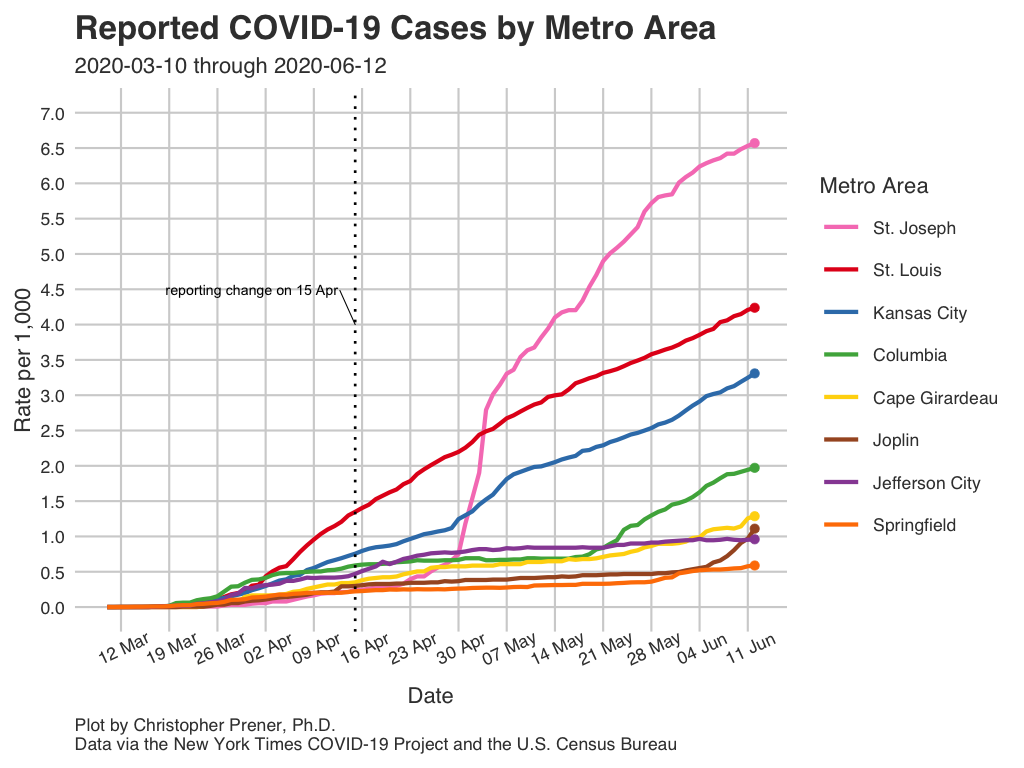 Reported COVID-19 Cases by Metro Area
2020-03-10 through 2020-06-12
7.0
6.5
6.0
5.5
5.0
4.5
4.0
3.5
3.0
2.5
2.0
1.5
1.0
0.5
0.0
Rate per 1,000
reporting change on 15 Apr
12 Mar
19 Mar
26 Mar
02 Apr
09 Apr
16 Apr
23 Apr
30 Apr
07 May
14 May
21 May
28 May
04 Jun
11 Jun
Date
Metro Area
St. Joseph
St. Louis
Kansas City
Columbia
Cape Girardeau
Joplin
Jefferson City
Springfield
Plot by Christopher Prener, Ph.D.
Data via the New York Times COVID-19 Project and the U.S. Census Bureau